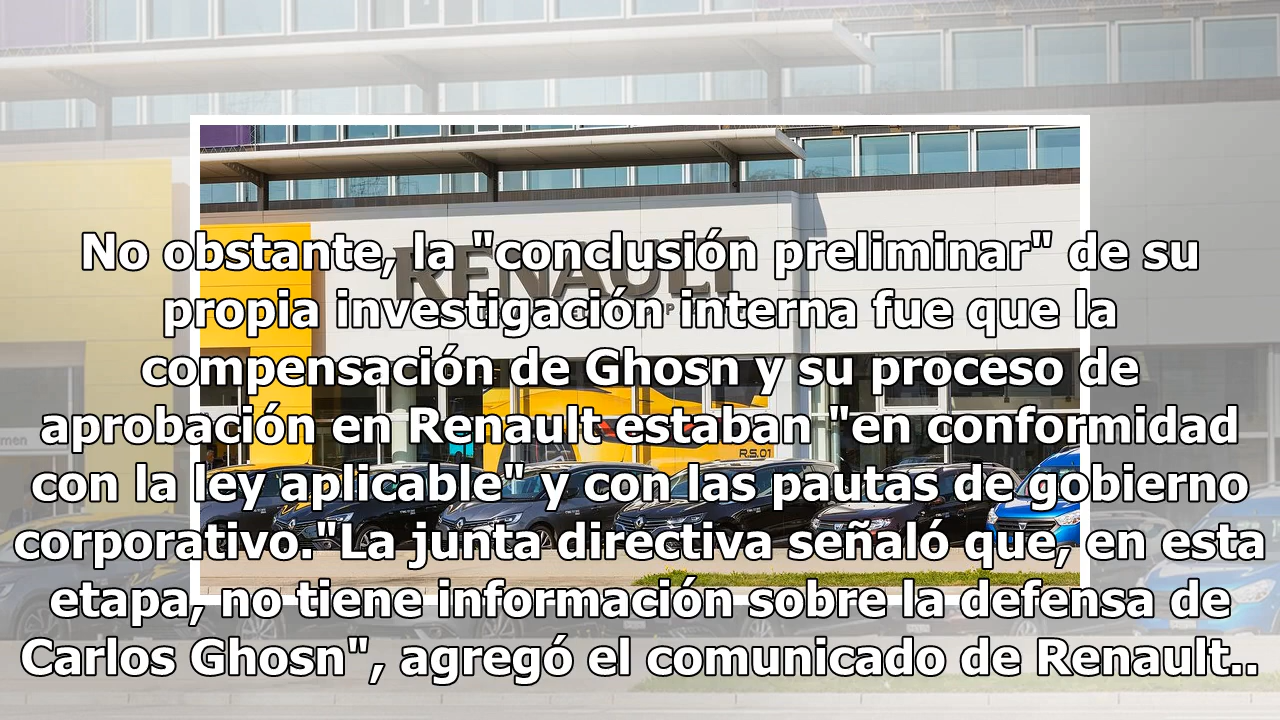 No obstante, la "conclusión preliminar" de su
propia investigación interna fue que la
compensación de Ghosn y su proceso de
aprobación en Renault estaban "en conformidad
con la ley aplicable" y con las pautas de gobierno
corporativo."La junta directiva señaló que, en esta
etapa, no tiene información sobre la defensa de
Carlos Ghosn", agregó el comunicado de Renault..
RENAULT
R.S.01